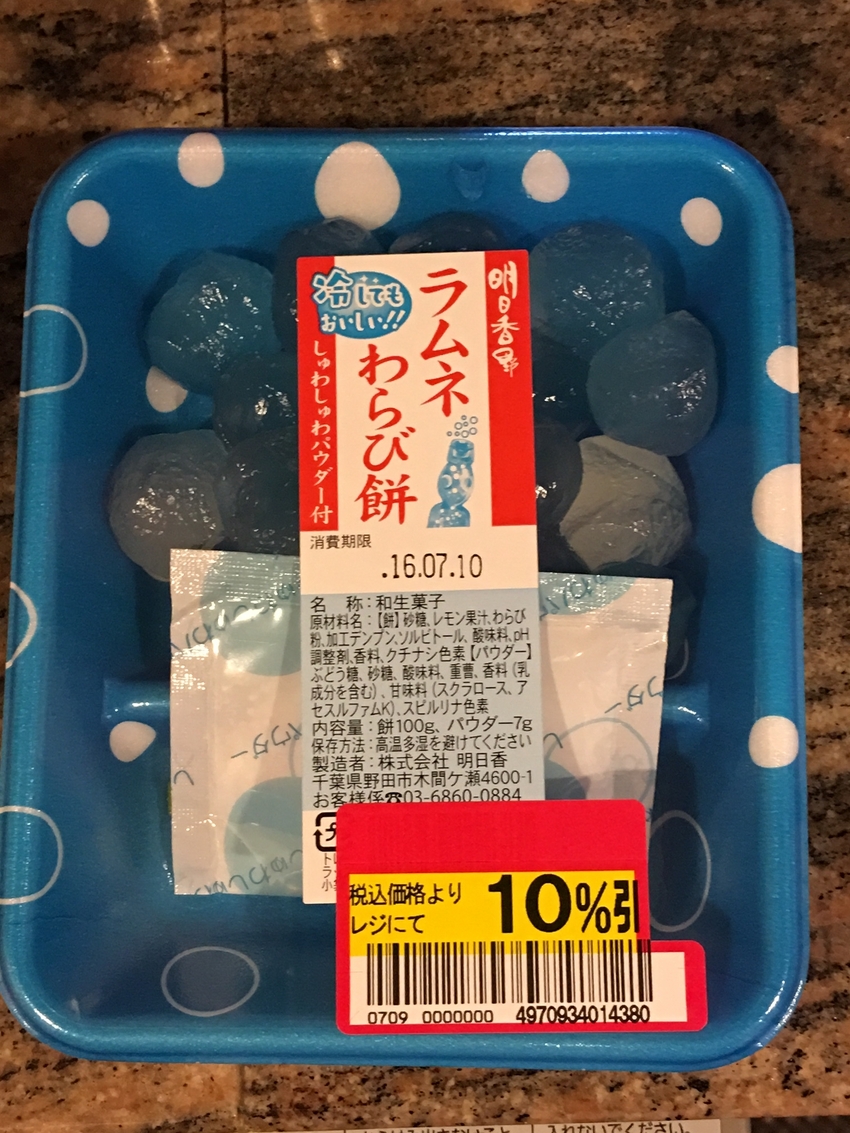 明日香野
ラムネ
わらび餅
冷しても
おいしい!!
しゅわしゅわパウダー付
消費期限
.16.07.10
名 称:和生菓子
原材料名:【餅】砂糖、レモン果汁、わらび
粉、加工デンプン、ソルビトール、酸味料、pH
調整剤、香料、クチナシ色素【パウダー】
ぶどう糖、砂糖、酸味料、重曹、香料(乳
成分を含む)、甘味料(スクラロース、ア
セスルファムK)、スピルリナ色素
内容量:餅100g、パウダー7g
保存方法:高温多湿を避けてください
製造者:株式会社 明日香
千葉県野田市木間ケ瀬4600-1
お客様係☎03-6860-0884
税込価格より
レジにて
10%引
0709 0000000 4970934014380
入れないでください。